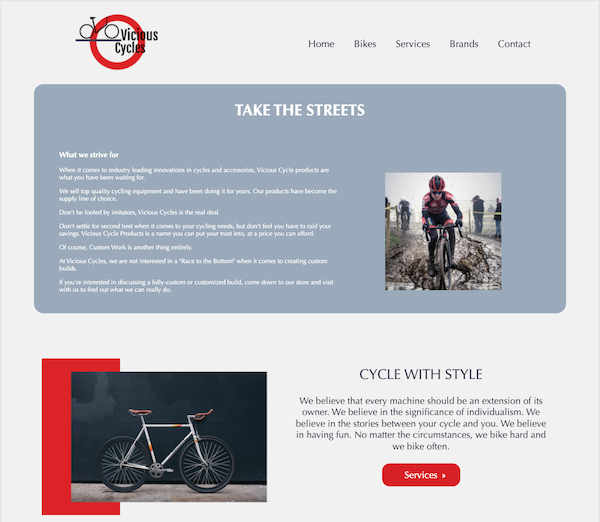 Vicious
Cycles
Home Bikes Services Brands Contact
TAKE THE STREETS
What we strive for
When it comes to industry leading innovations in cycles and accessories, Vicious Cycle products are
what you have been waiting for.
We sell top quality cycling equipment and have been doing it for years. Our products have become the
supply line of choice.
Don't be fooled by imitators, Vicious Cycles is the real deal
Don't settle for second best when it comes to your cycling needs, but don't feel you have to raid your
savings. Vicious Cycle Products is a name you can put your trust into, at a price you can afford.
Of course, Custom Work is another thing entirely.
At Vicious Cycles, we are not interested in a "Race to the Bottom" when it comes to creating custom
builds.
If you're interested in discussing a fully-custom or customized build, come down to our store and visit
with us to find out what we can really do.
CYCLE WITH STYLE
We believe that every machine should be an extension of its
owner. We believe in the significance of individualism. We
believe in the stories between your cycle and you. We believe
in having fun. No matter the circumstances, we bike hard and
we bike often.
Services »